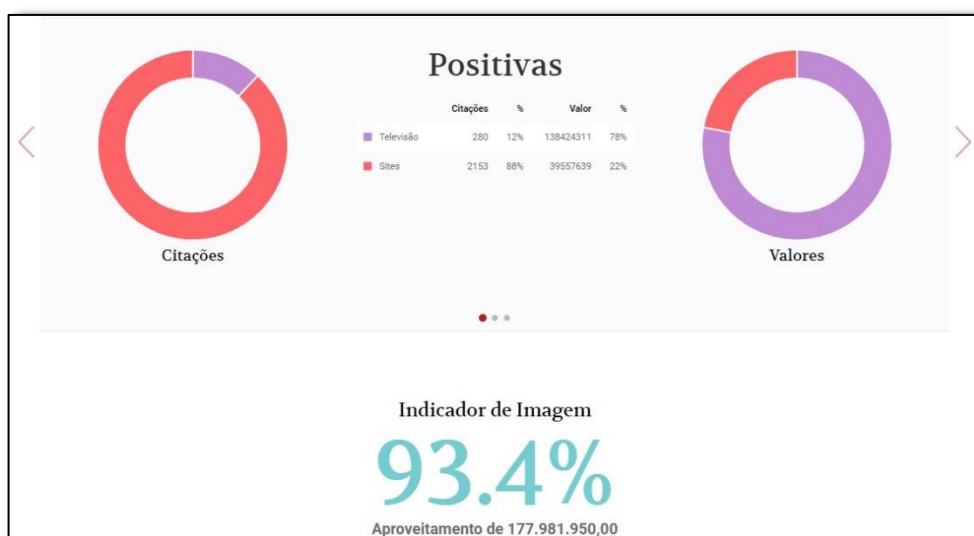 Positivas
Citações % Valor %
Televisão 280 12% 138424311 78%
Sites 2153 88% 39557639 22%
Citações
Valores
Indicador de Imagem
93.4%
Aproveitamento de 177.981.950,00